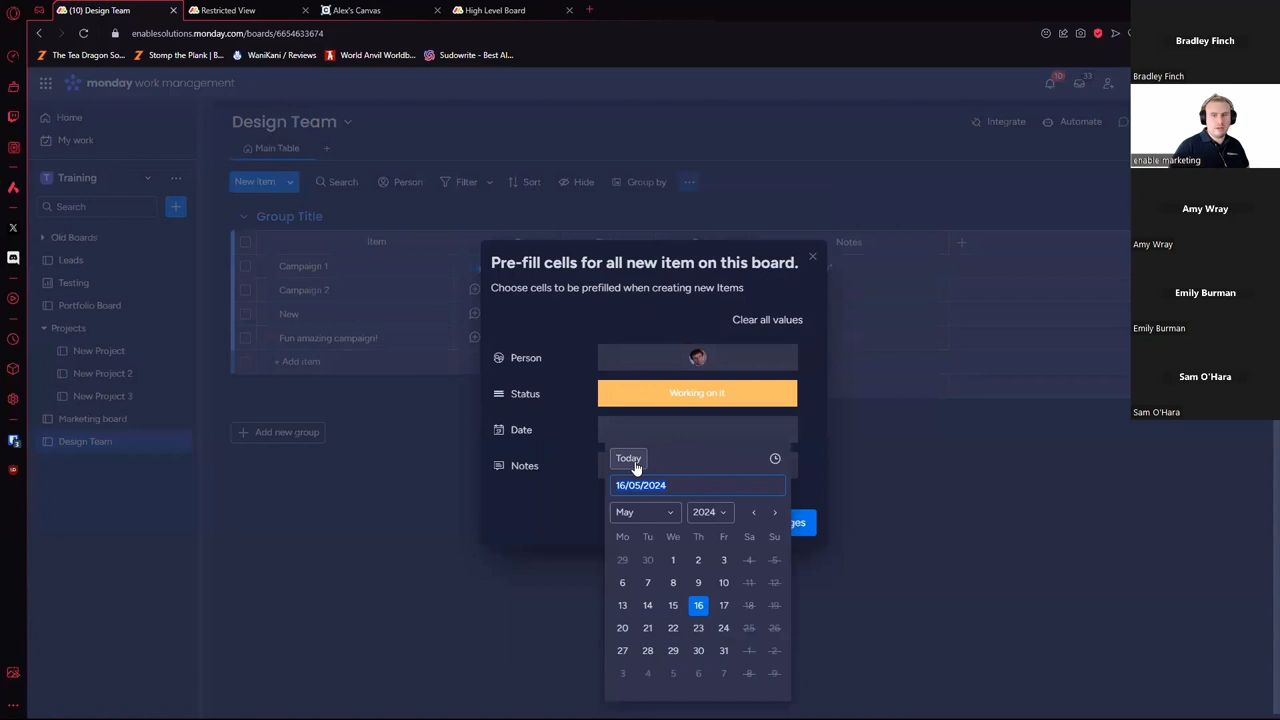 (10) Design Team
Restricted View
Alex's Canvas
High Level Board
enablesolutions.monday.com/boards/6654633674
The Tea Dragon So...
Stomp the Plank | B...
WaniKani / Reviews
World Anvil Worldb...
Sudowrite - Best AI...
monday work management
10
33
Home
My work
T Training
Search
Old Boards
Leads
Testing
Portfolio Board
Projects
New Project
New Project 2
New Project 3
Marketing board
Design Team
Design Team
Integrate
Automate
Main Table
New item
Search
Person
Filter
Sort
Hide
Group by
Group Title
Item
Notes
Campaign 1
Campaign 2
New
Fun amazing campaign!
+ Add item
Add new group
Pre-fill cells for all new item on this board.
Choose cells to be prefilled when creating new Items
Clear all values
Person
Status
Working on it
Date
Notes
Today
16/05/2024
May
2024
Mo Tu We Th Fr Sa Su
29 30 1 2 3 4 5
6 7 8 9 10 11 12
13 14 15 16 17 18 19
20 21 22 23 24 25 26
27 28 29 30 31 1 2
3 4 5 6 7 8 9
Bradley Finch
Bradley Finch
enable marketing
Amy Wray
Amy Wray
Emily Burman
Emily Burman
Sam O'Hara
Sam O'Hara